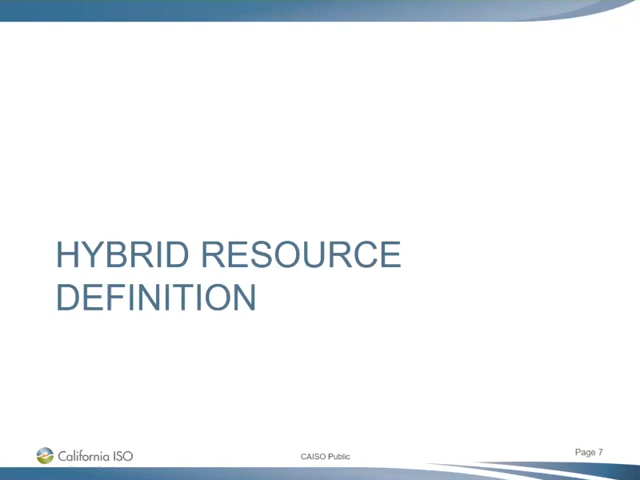 HYBRID RESOURCE
DEFINITION
California ISO
CAISO Public
Page 7